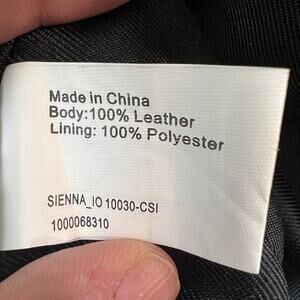 Made in China
Body:100% Leather
Lining: 100% Polyester
SIENNA_IO 10030-CSI
1000068310